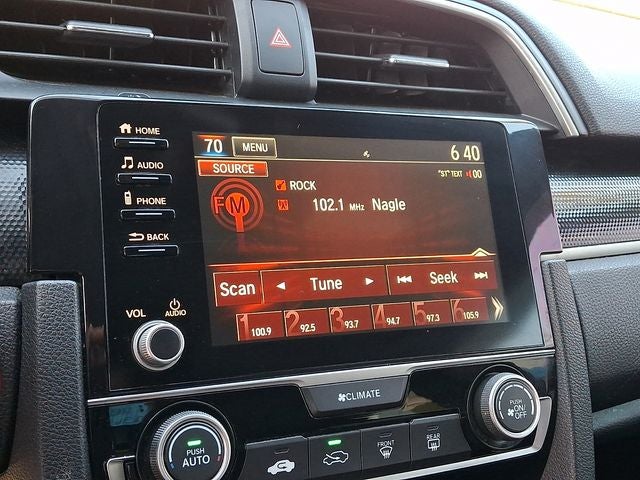 HOME
AUDIO
PHONE
BACK
VOL
AUDIO
70 MENU 6 40
SOURCE "ST" TEXT 00
FM
ROCK
102.1 MHz Nagle
Scan Tune Seek
1 100.9 2 92.5 3 93.7 4 94.7 5 97.3 6 105.9
CLIMATE
PUSH
AUTO
FRONT
REAR
PUSH
ON/
OFF